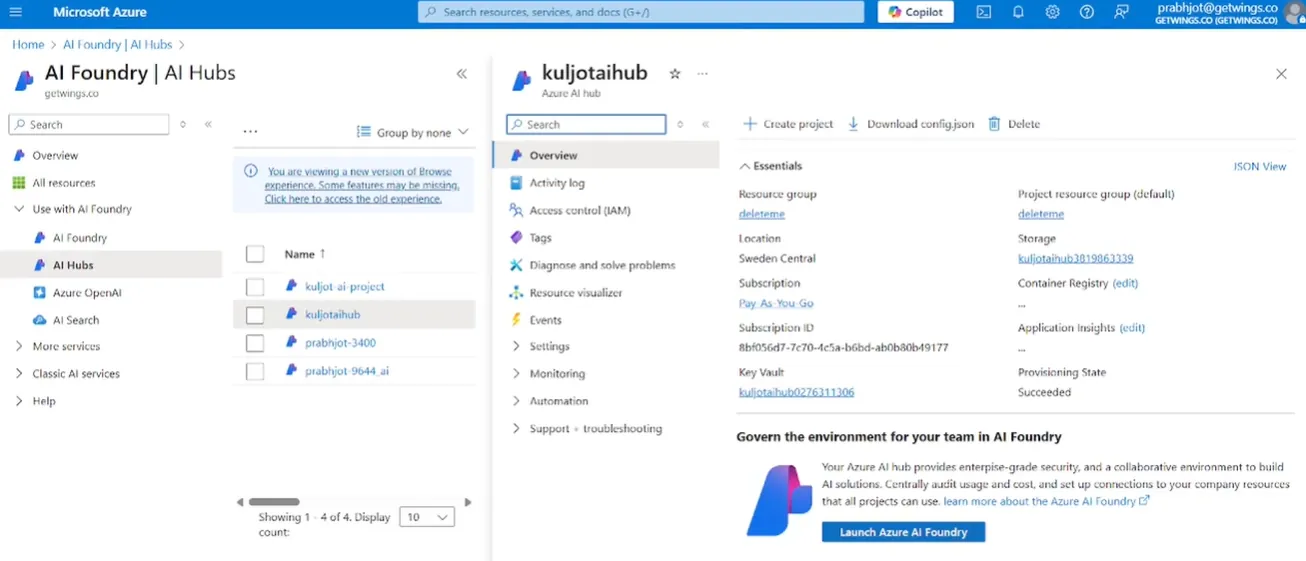 Microsoft Azure
Search resources, services, and docs (G+/)
Copilot
prabhjot@getwings.co
GETWINGS.CO (GETWINGS.CO)
Home > AI Foundry | AI Hubs >
AI Foundry | AI Hubs
getwings.co
Search
Overview
All resources
Use with AI Foundry
AI Foundry
AI Hubs
Azure OpenAI
AI Search
More services
Classic AI services
Help
... Group by none
You are viewing a new version of Browse
experience. Some features may be missing.
Click here to access the old experience.
Name ↑
kuljot-ai-project
kuljotaihub
prabhjot-3400
prabhjot-9644_ai
Showing 1 - 4 of 4. Display
count:
10
kuljotaihub
Azure AI hub
Search
Overview
Activity log
Access control (IAM)
Tags
Diagnose and solve problems
Resource visualizer
Events
Settings
Monitoring
Automation
Support + troubleshooting
Create project Download config.json Delete
Essentials
JSON View
Resource group
deleteme
Location
Sweden Central
Subscription
Pay-As-You-Go
Subscription ID
8bf056d7-7c70-4c5a-b6bd-ab0b80b49177
Key Vault
kuljotaihub0276311306
Project resource group (default)
deleteme
Storage
kuljotaihub3819863339
Container Registry (edit)
...
Application Insights (edit)
...
Provisioning State
Succeeded
Govern the environment for your team in AI Foundry
Your Azure AI hub provides enterpise-grade security, and a collaborative environment to build
AI solutions. Centrally audit usage and cost, and set up connections to your company resources
that all projects can use. learn more about the Azure AI Foundry
Launch Azure AI Foundry